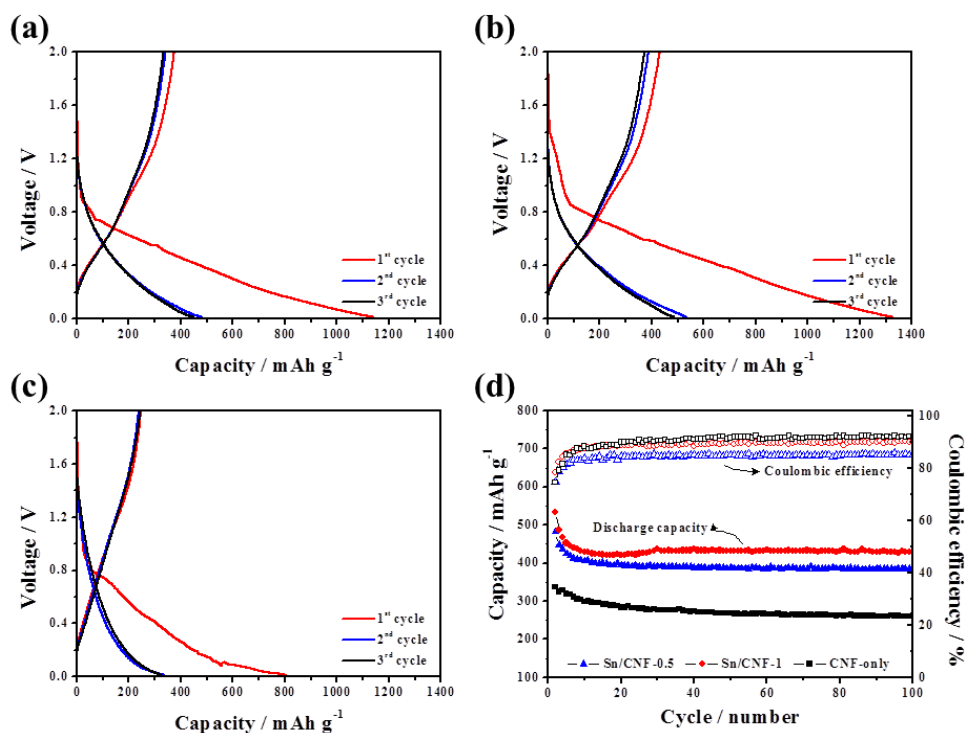 (a)
2.0
1.6
1.2
0.8
0.4
0.0
Voltage / V
1st cycle
2nd cycle
3rd cycle
0 200 400 600 800 1000 1200 1400
Capacity / mAh g-1
(b)
2.0
1.6
1.2
0.8
0.4
0.0
Voltage / V
1st cycle
2nd cycle
3rd cycle
0 200 400 600 800 1000 1200 1400
Capacity / mAh g-1
(c)
2.0
1.6
1.2
0.8
0.4
0.0
Voltage / V
1st cycle
2nd cycle
3rd cycle
0 200 400 600 800 1000 1200 1400
Capacity / mAh g-1
(d)
800
700
600
500
400
300
200
100
Capacity / mAh g-1
Coulombic efficiency
Discharge capacity
Sn/CNF-0.5 Sn/CNF-1 CNF-only
0 20 40 60 80 100
Cycle / number
100
80
60
40
20
0
Coulombic efficiency / %